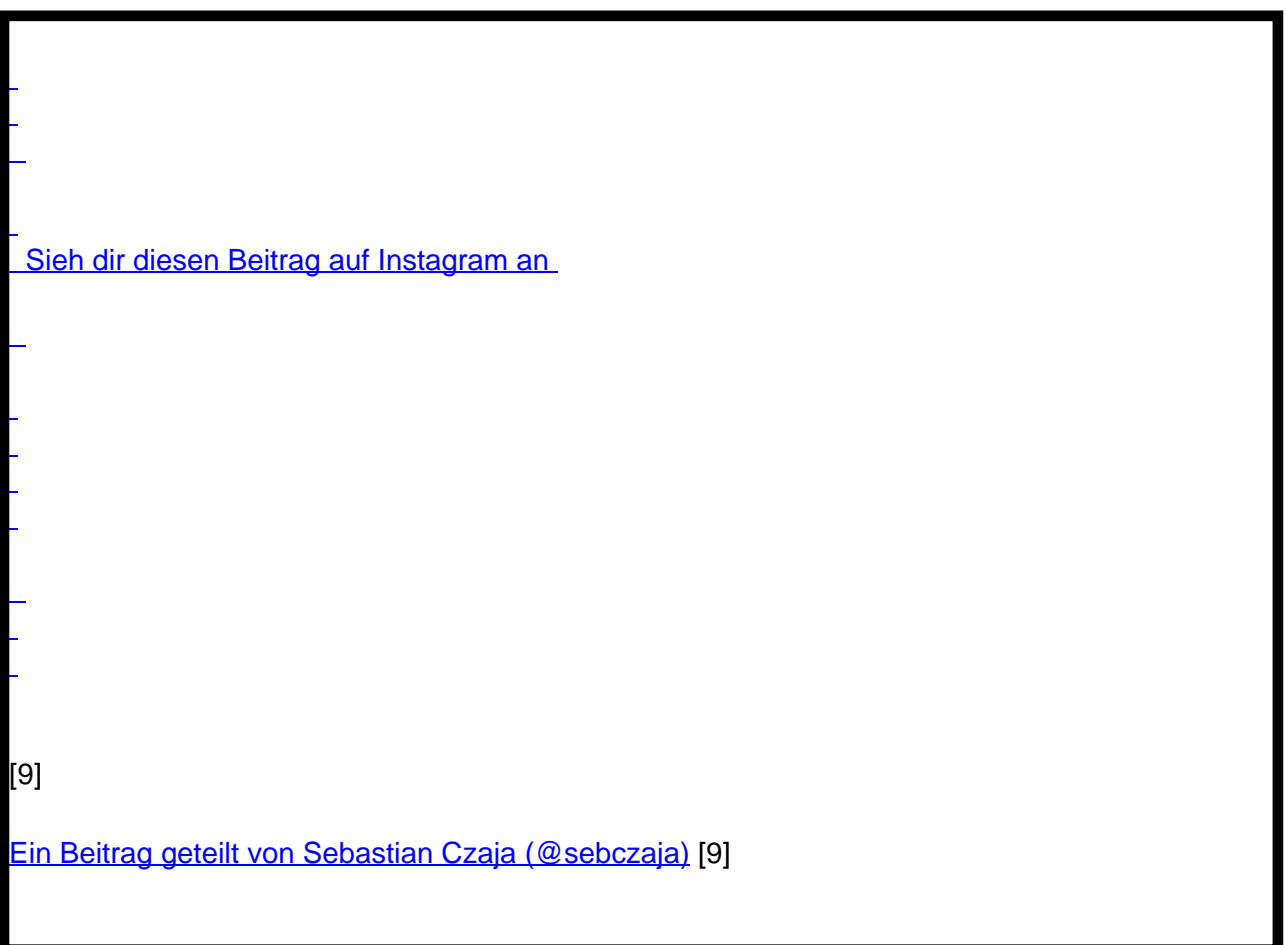 Sieh dir diesen Beitrag auf Instagram an
[9]
Ein Beitrag geteilt von Sebastian Czaja (@sebczaja) [9]